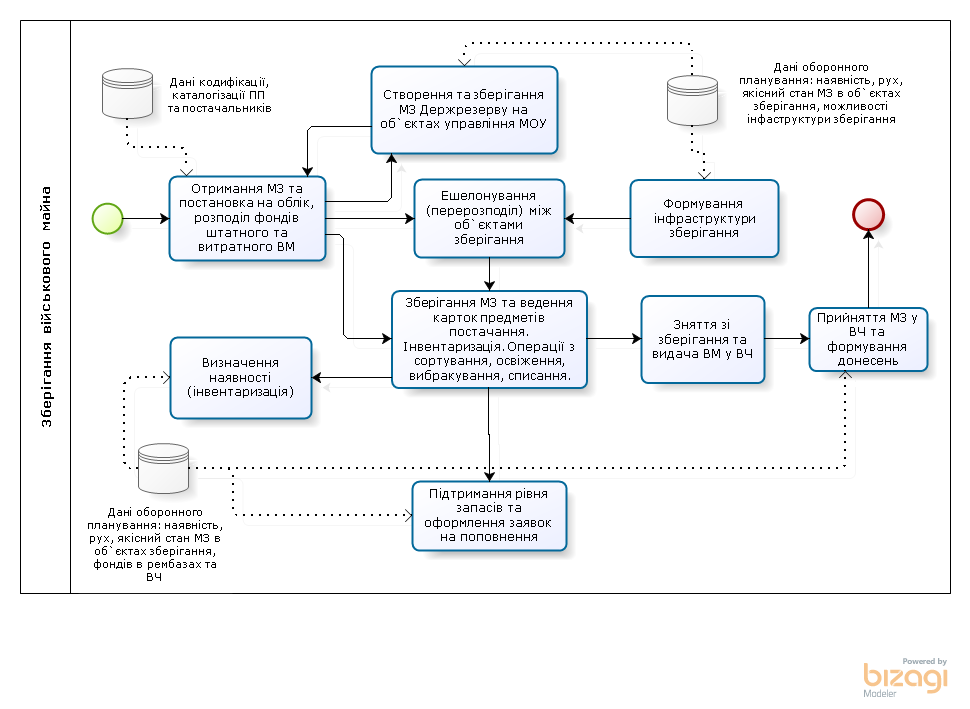 Зберігання військового майна
Дані кодифікації,
каталогізації ПП
та постачальників
Створення та зберігання
МЗ Держрезерву на
об`єктах управління МОУ
Дані оборонного
планування: наявність, рух,
якісний стан МЗ в об`єктах
зберігання, можливості
інфаструктури зберігання
Отримання МЗ та
постановка на облік,
розподіл фондів
штатного та
витратного ВМ
Ешелонування
(перерозподіл) між
об`єктами
зберігання
Формування
інфраструктури
зберігання
Зберігання МЗ та ведення
карток предметів
постачання.
Інвентаризація. Операції з
сортування, освіження,
вибракування, списання.
Зняття зі
зберігання та
видача ВМ у ВЧ
Прийняття МЗ у
ВЧ та
формування
донесень
Визначення
наявності
(інвентаризація)
Дані оборонного
планування: наявність,
рух, якісний стан МЗ в
об`єктах зберігання,
фондів в рембазах та
ВЧ
Підтримання рівня
запасів та
оформлення заявок
на поповнення
Powered by
bizagi
Modeler